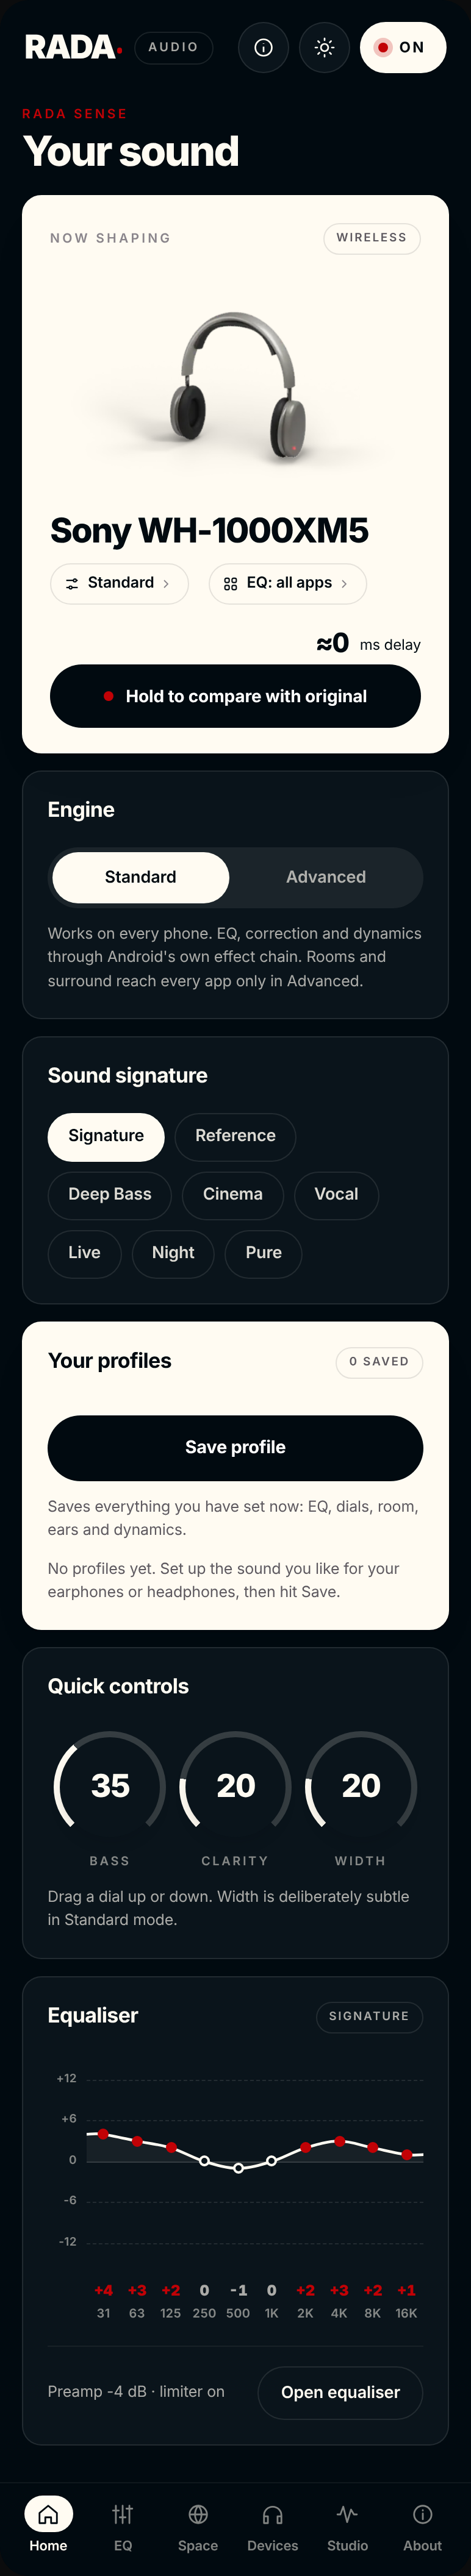 RADA. AUDIO ON
RADA SENSE
Your sound
NOW SHAPING WIRELESS
Sony WH-1000XM5
Standard EQ: all apps
≈0 ms delay
Hold to compare with original
Engine
Standard Advanced
Works on every phone. EQ, correction and dynamics
through Android's own effect chain. Rooms and
surround reach every app only in Advanced.
Sound signature
Signature Reference
Deep Bass Cinema Vocal
Live Night Pure
Your profiles 0 SAVED
Save profile
Saves everything you have set now: EQ, dials, room,
ears and dynamics.
No profiles yet. Set up the sound you like for your
earphones or headphones, then hit Save.
Quick controls
35 20 20
BASS CLARITY WIDTH
Drag a dial up or down. Width is deliberately subtle
in Standard mode.
Equaliser SIGNATURE
+12
+6
0
-6
-12
+4 +3 +2 0 -1 0 +2 +3 +2 +1
31 63 125 250 500 1K 2K 4K 8K 16K
Preamp -4 dB · limiter on Open equaliser
Home EQ Space Devices Studio About